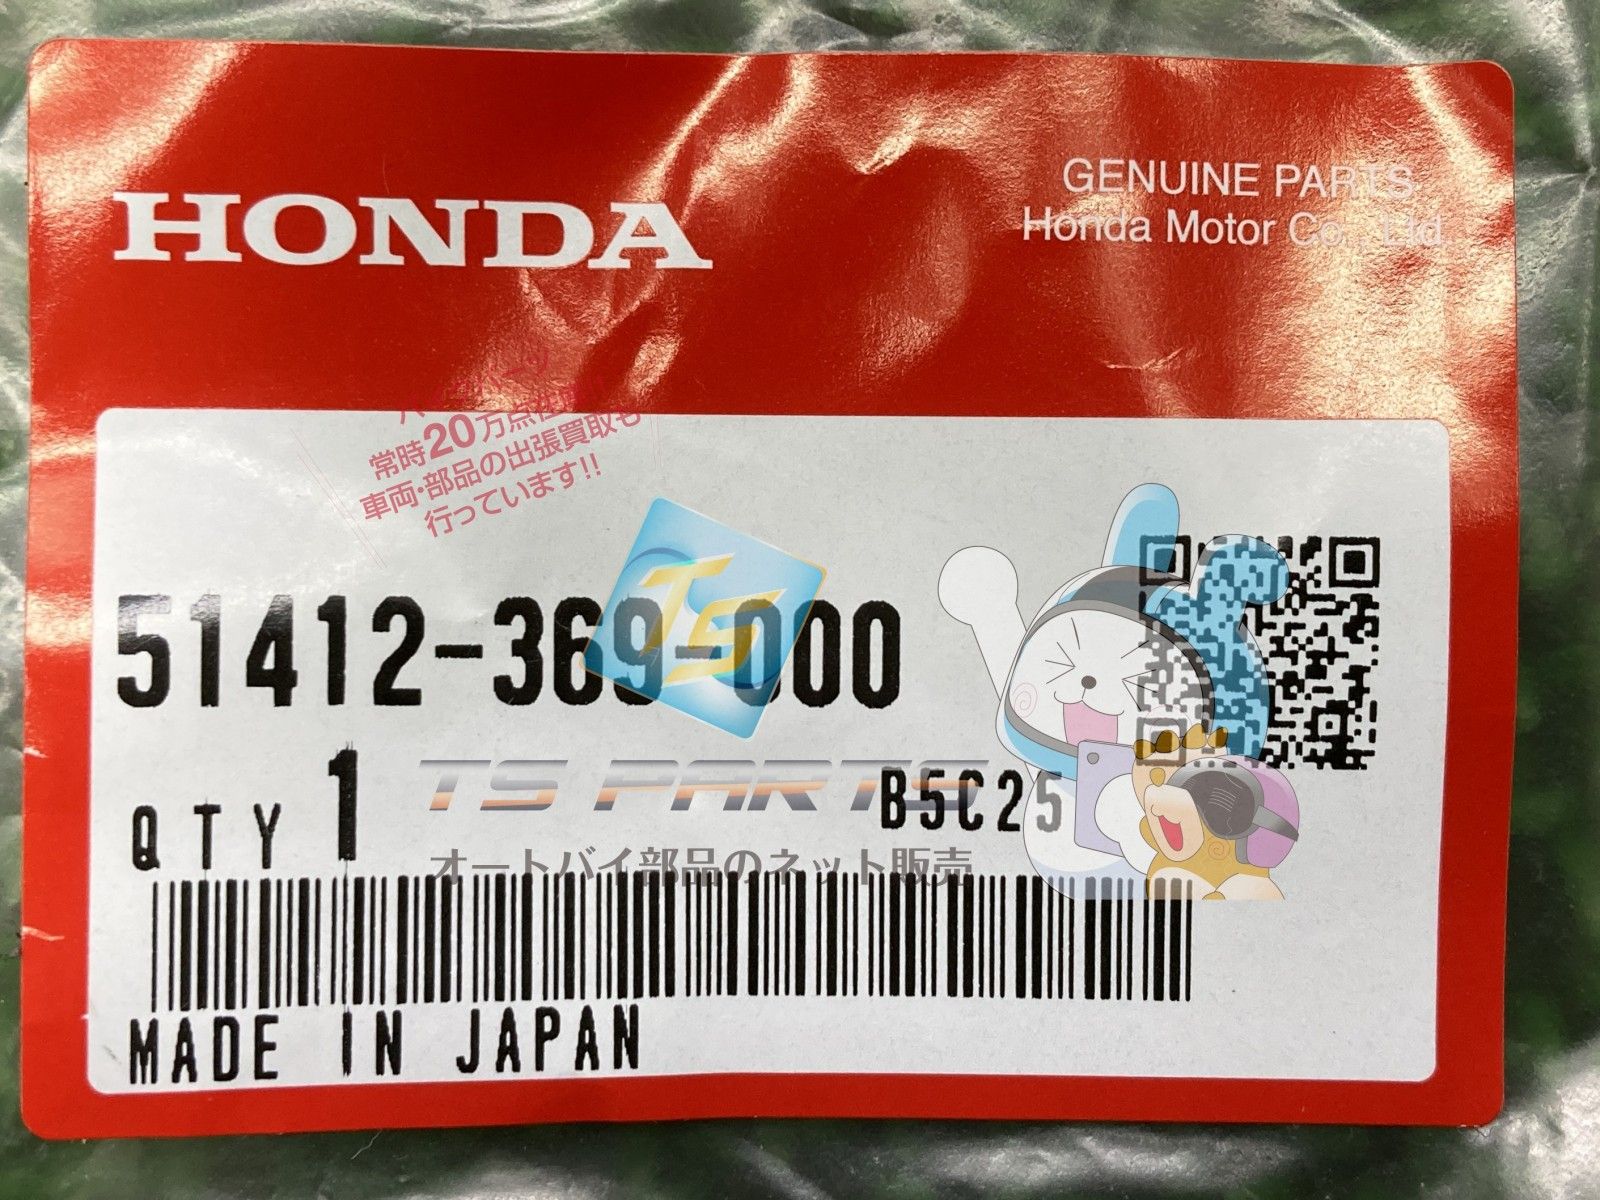 HONDA
GENUINE PARTS
Honda Motor Co., Ltd.
常時20万点在庫!!
車両・部品の出張買取も
行っています!!
51412-369-000
TS
QTY 1
TS PARTS
B5C25
オートバイ部品のネット販売
MADE IN JAPAN